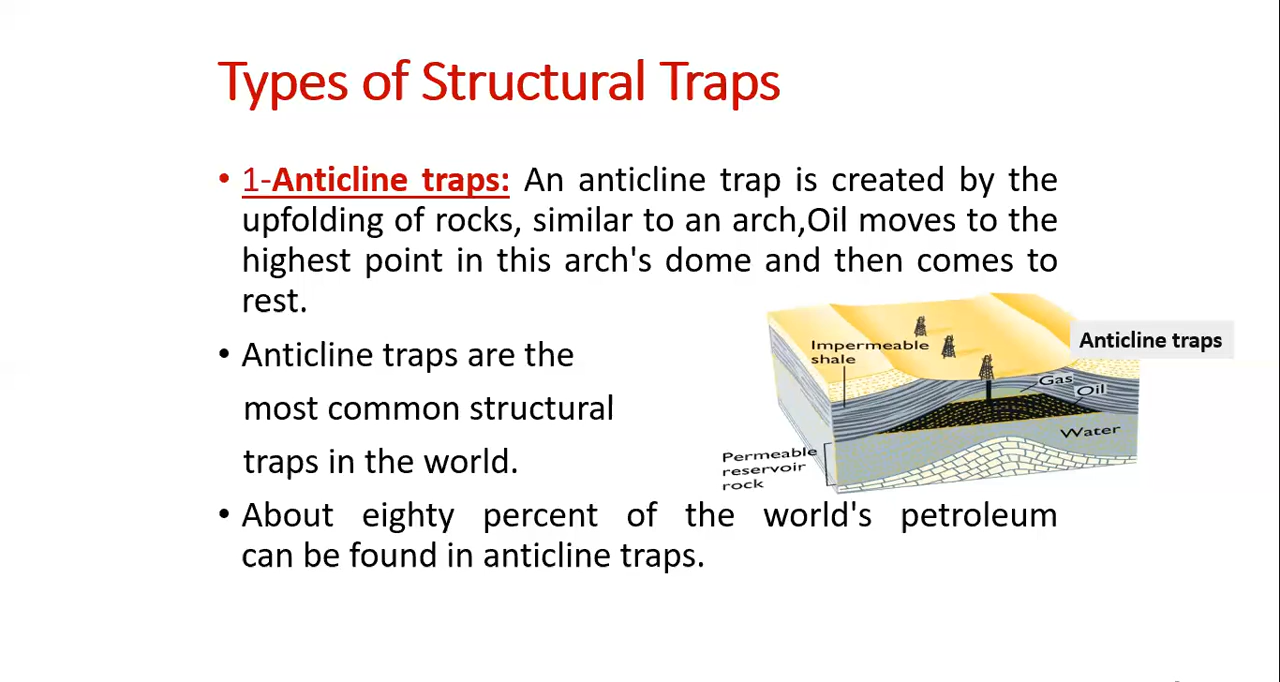 Types of Structural Traps
• 1-Anticline traps: An anticline trap is created by the
upfolding of rocks, similar to an arch,Oil moves to the
highest point in this arch's dome and then comes to
rest.
• Anticline traps are the
most common structural
traps in the world.
• About eighty percent of the world's petroleum
can be found in anticline traps.
Anticline traps
Impermeable
shale
Gas
Oil
Water
Permeable
reservoir
rock